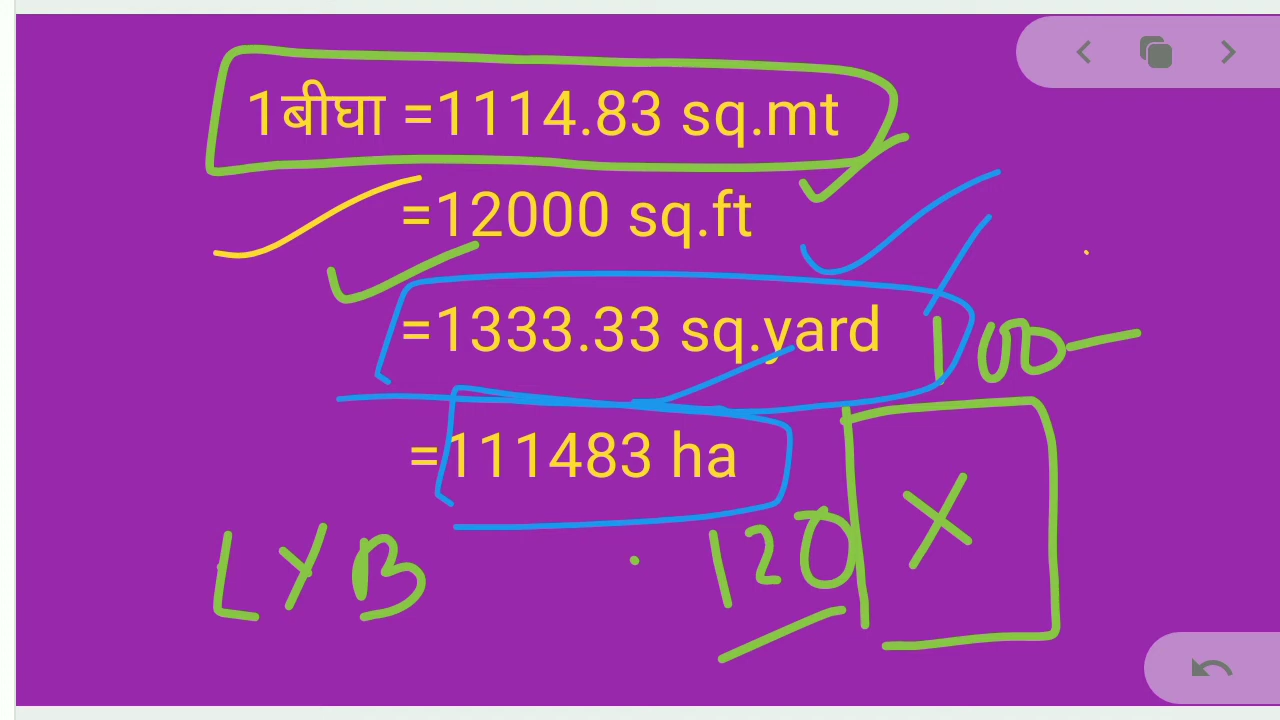 1बीघा =1114.83 sq.mt
=12000 sq.ft
=1333.33 sq.yard
100
=111483 ha
LYB
120
X